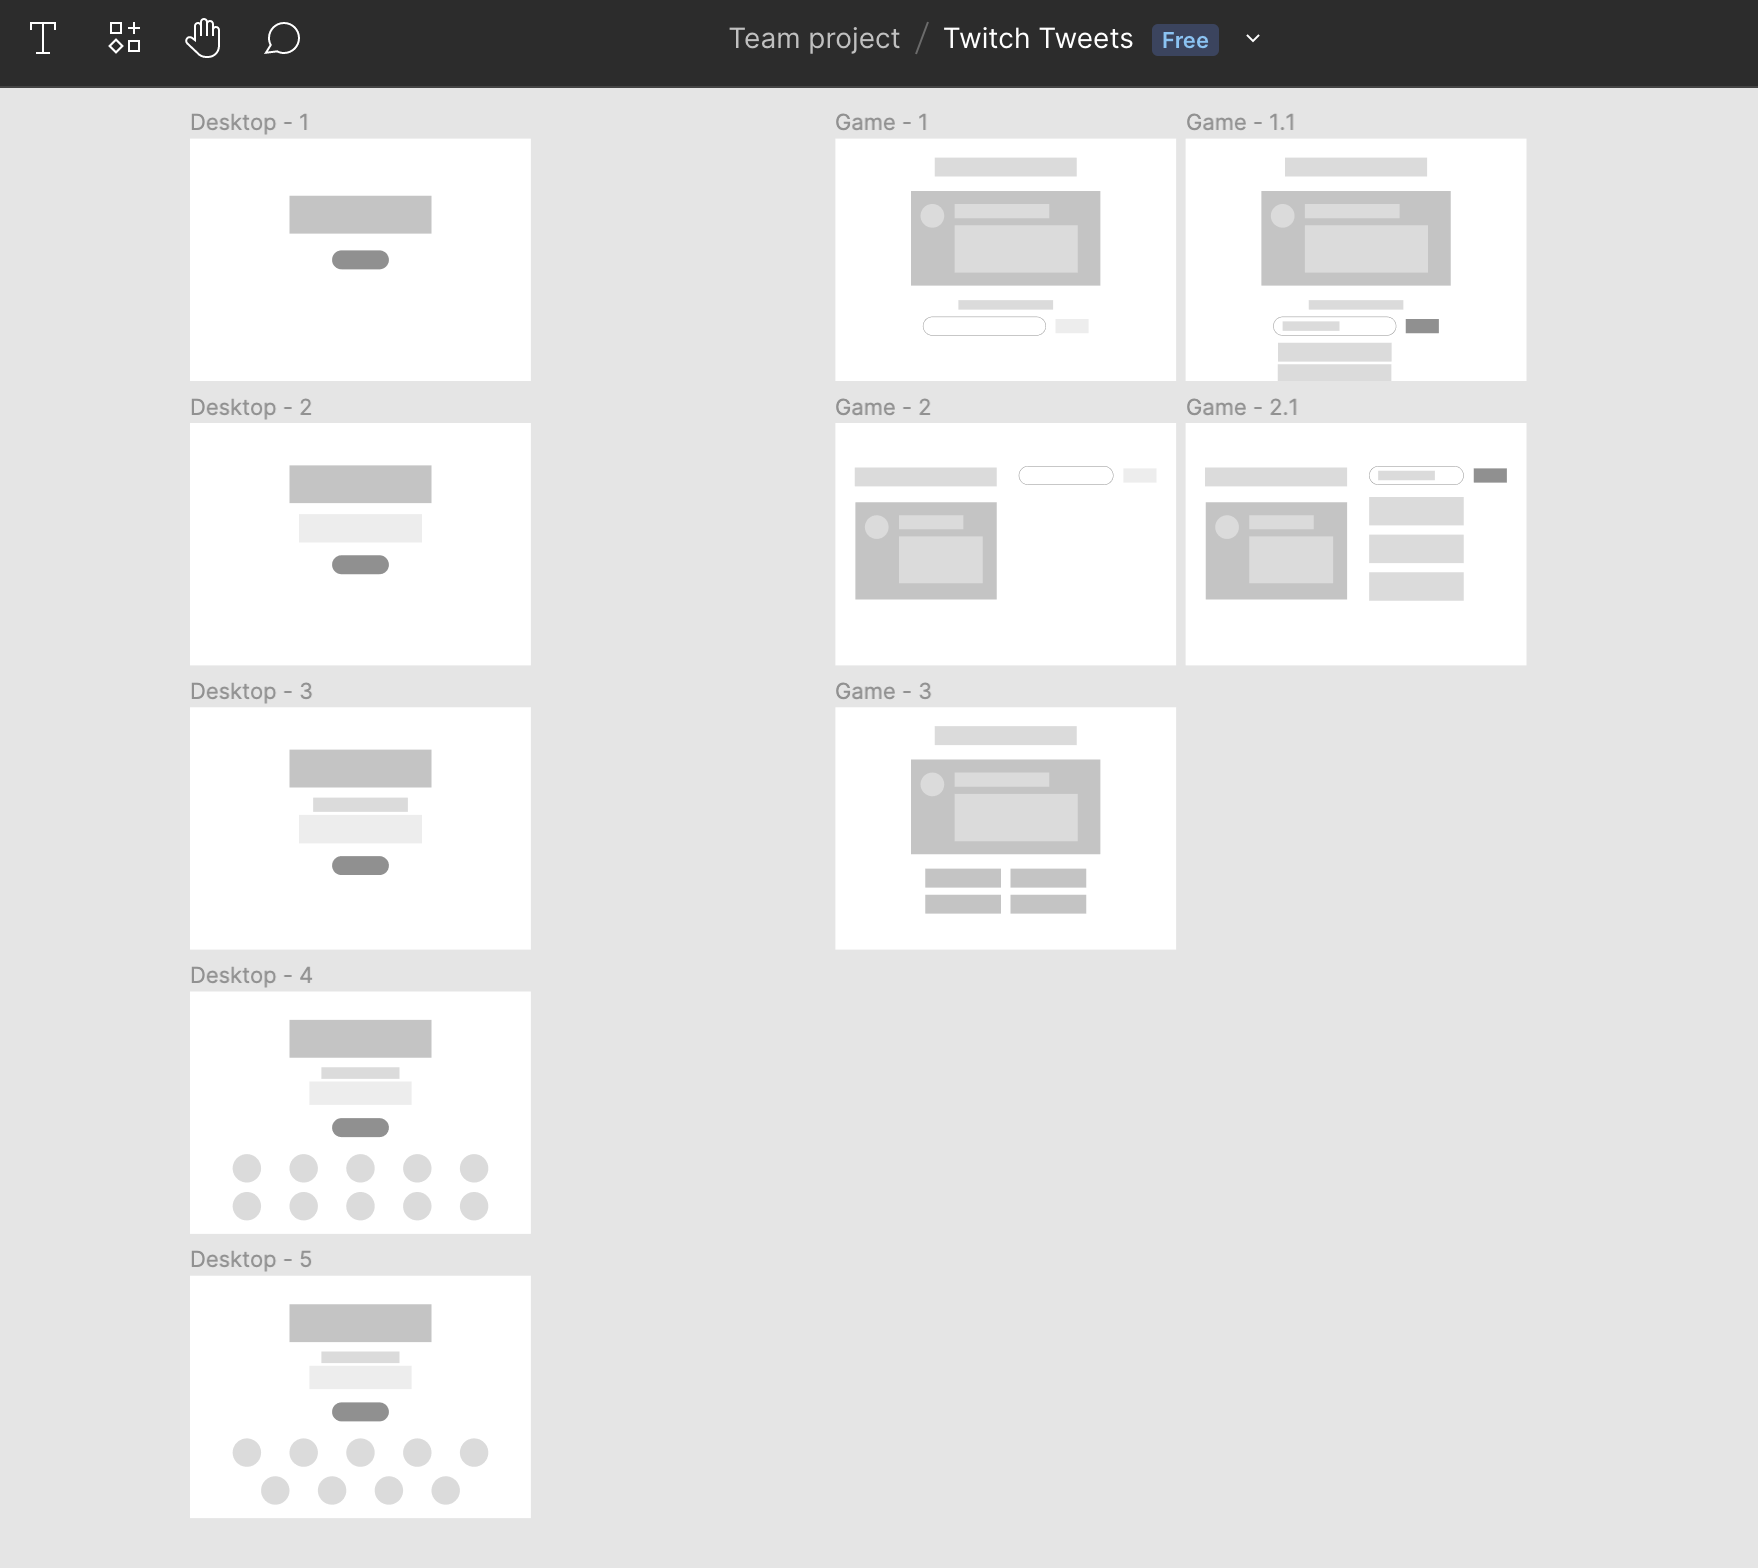 Team project / Twitch Tweets Free
Desktop - 1
Game - 1
Game - 1.1
Desktop - 2
Game - 2
Game - 2.1
Desktop - 3
Game - 3
Desktop - 4
Desktop - 5